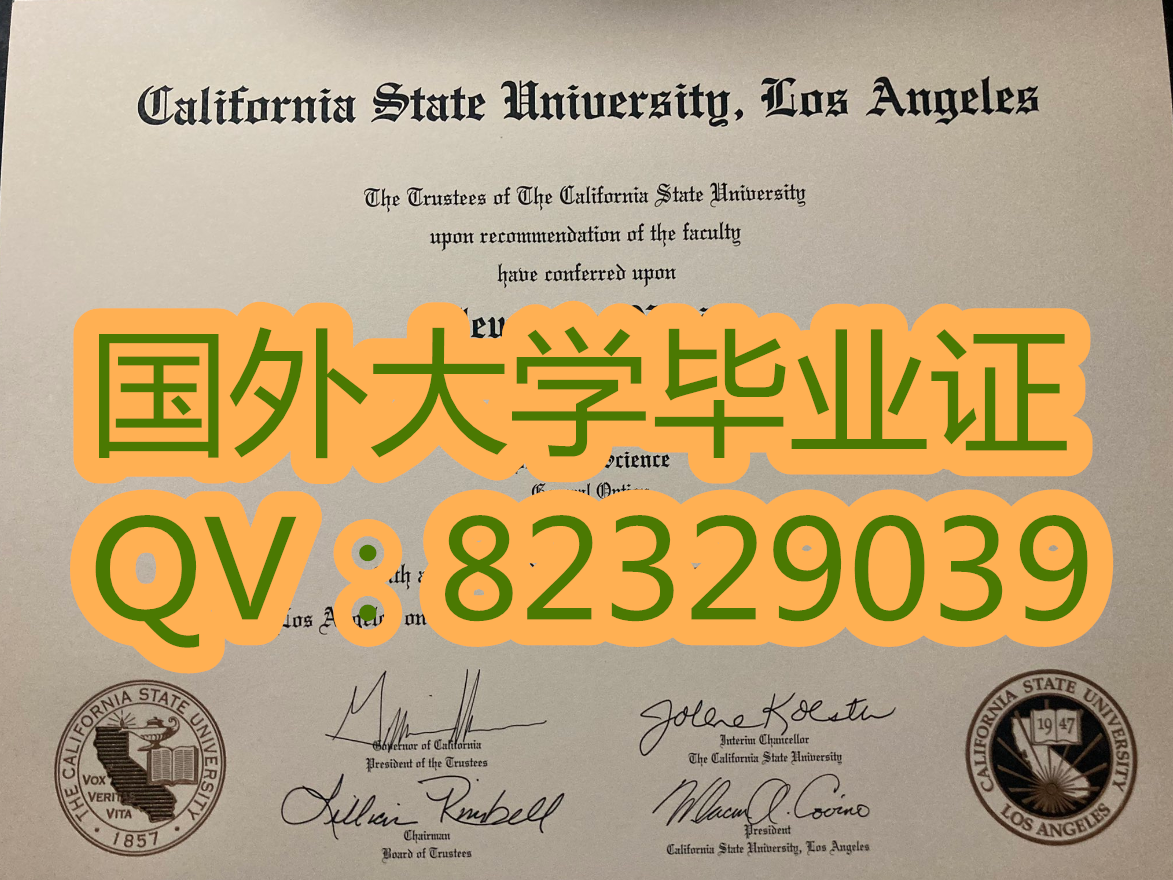 California State University, Los Angeles
The Trustees of The California State University
upon recommendation of the faculty
have conferred upon
国外大学毕业证
Science
QV：82329039
Los on
Governor of California
President of the Trustees
Interim Chancellor
The California State University
Chairman
Board of Trustees
President
California State University, Los Angeles
THE CALIFORNIA STATE UNIVERSITY
VOX
VERITAS
VITA
1857
CALIFORNIA STATE UNIVERSITY
1947
LOS ANGELES